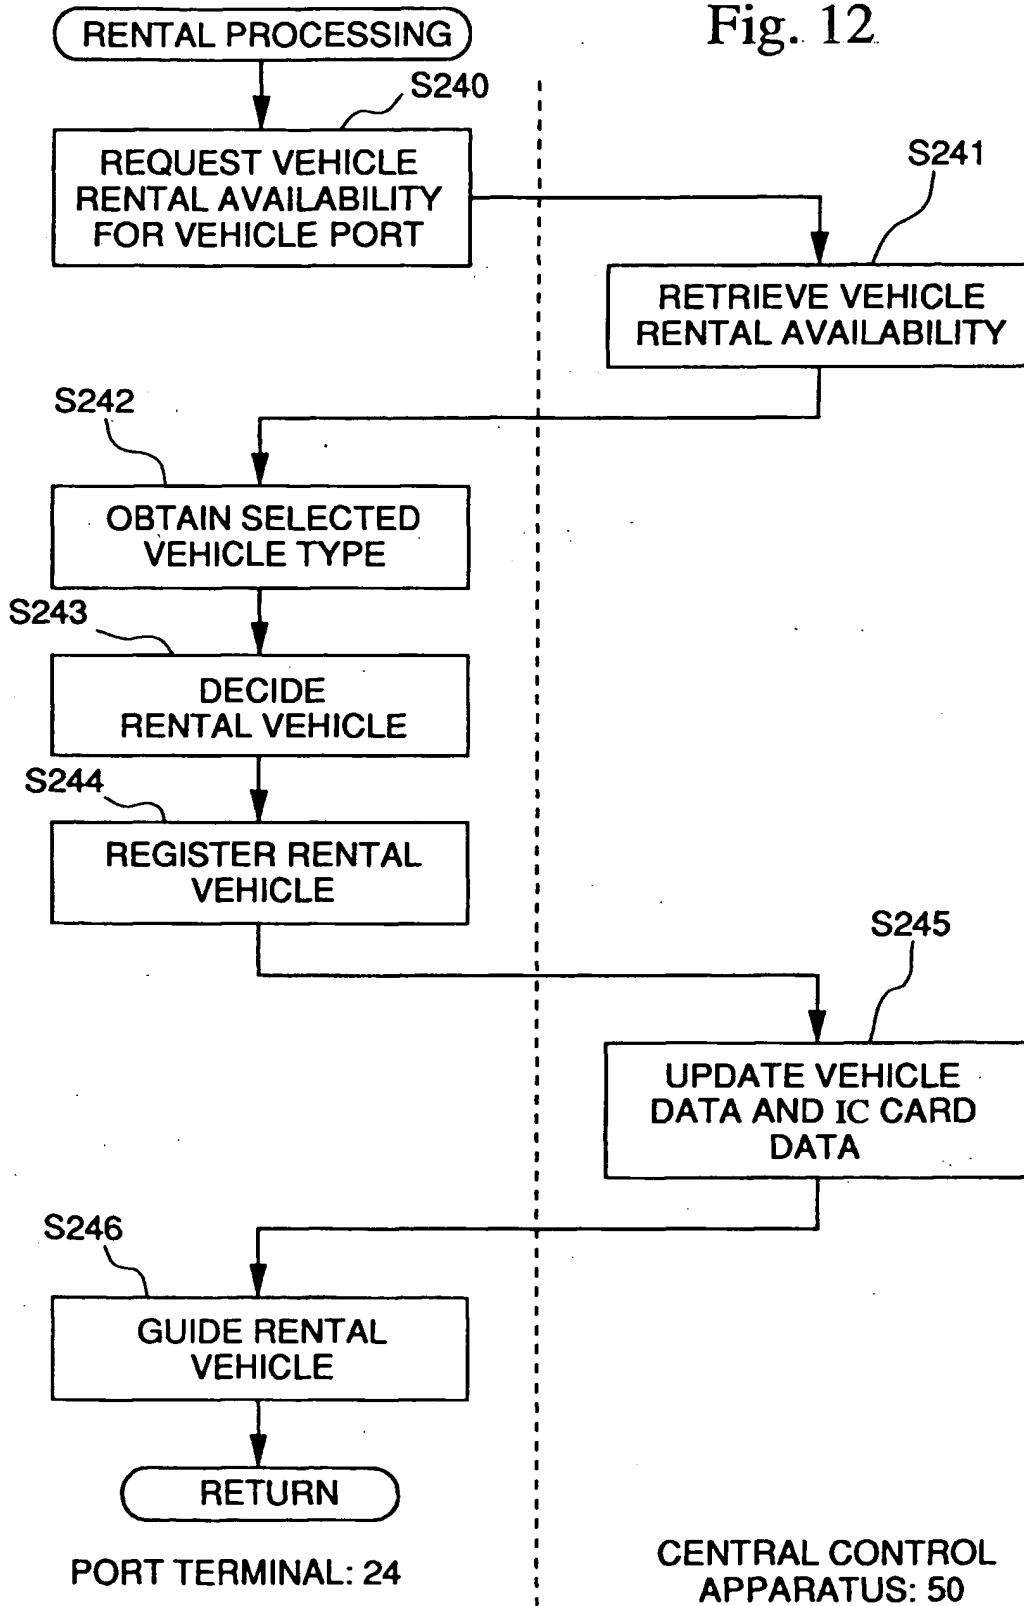 Fig. 12
RENTAL PROCESSING
S240
REQUEST VEHICLE
RENTAL AVAILABILITY
FOR VEHICLE PORT
S241
RETRIEVE VEHICLE
RENTAL AVAILABILITY
S242
OBTAIN SELECTED
VEHICLE TYPE
S243
DECIDE
RENTAL VEHICLE
S244
REGISTER RENTAL
VEHICLE
S245
UPDATE VEHICLE
DATA AND IC CARD
DATA
S246
GUIDE RENTAL
VEHICLE
RETURN
PORT TERMINAL: 24
CENTRAL CONTROL
APPARATUS: 50